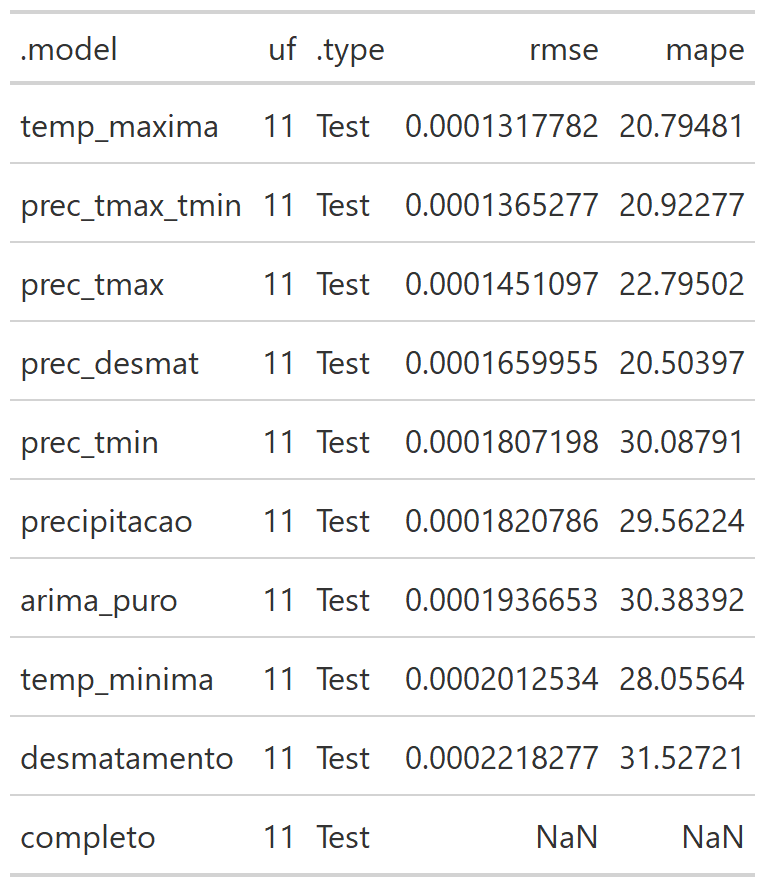 .model uf .type rmse mape
temp_maxima 11 Test 0.0001317782 20.79481
prec_tmax_tmin 11 Test 0.0001365277 20.92277
prec_tmax 11 Test 0.0001451097 22.79502
prec_desmat 11 Test 0.0001659955 20.50397
prec_tmin 11 Test 0.0001807198 30.08791
precipitacao 11 Test 0.0001820786 29.56224
arima_puro 11 Test 0.0001936653 30.38392
temp_minima 11 Test 0.0002012534 28.05564
desmatamento 11 Test 0.0002218277 31.52721
completo 11 Test NaN NaN